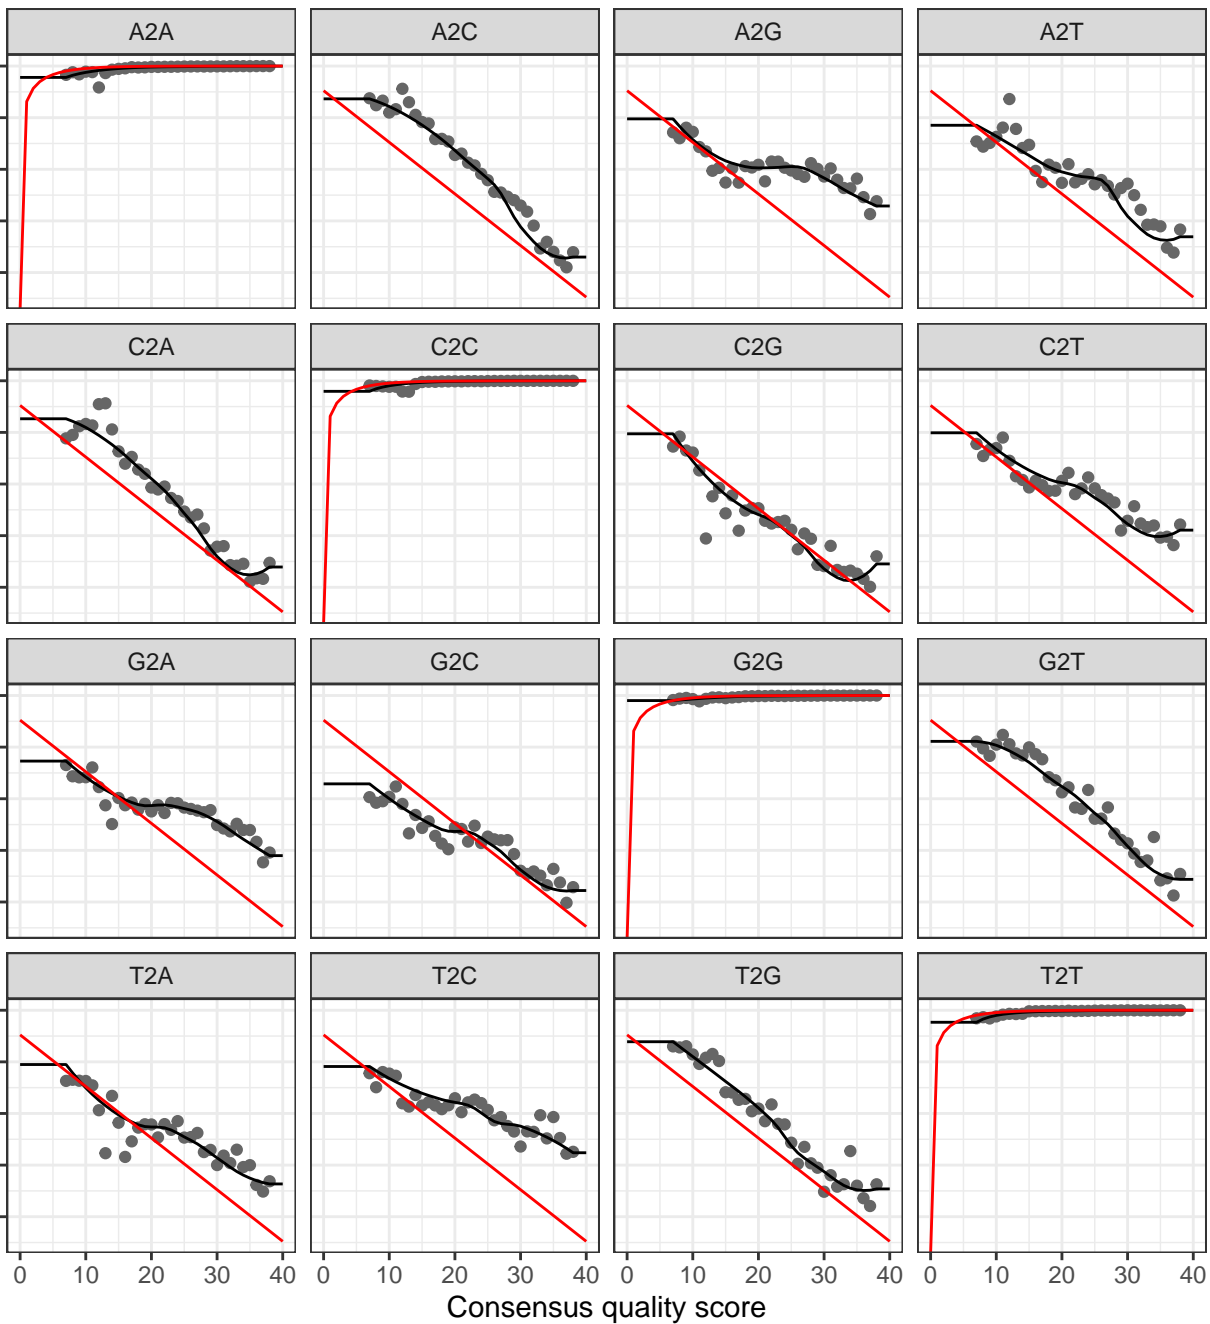 A2A A2C A2G A2T
C2A C2C C2G C2T
G2A G2C G2G G2T
T2A T2C T2G T2T
0 10 20 30 40 0 10 20 30 40 0 10 20 30 40 0 10 20 30 40
Consensus quality score